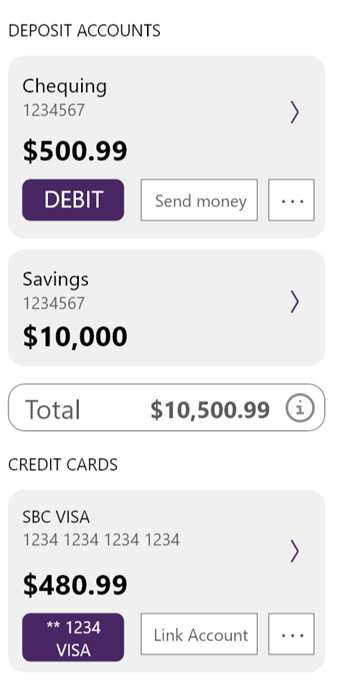 DEPOSIT ACCOUNTS
Chequing
1234567
$500.99
DEBIT
Send money
...
Savings
1234567
$10,000
Total $10,500.99 i
CREDIT CARDS
SBC VISA
1234 1234 1234 1234
$480.99
** 1234
VISA
Link Account
...